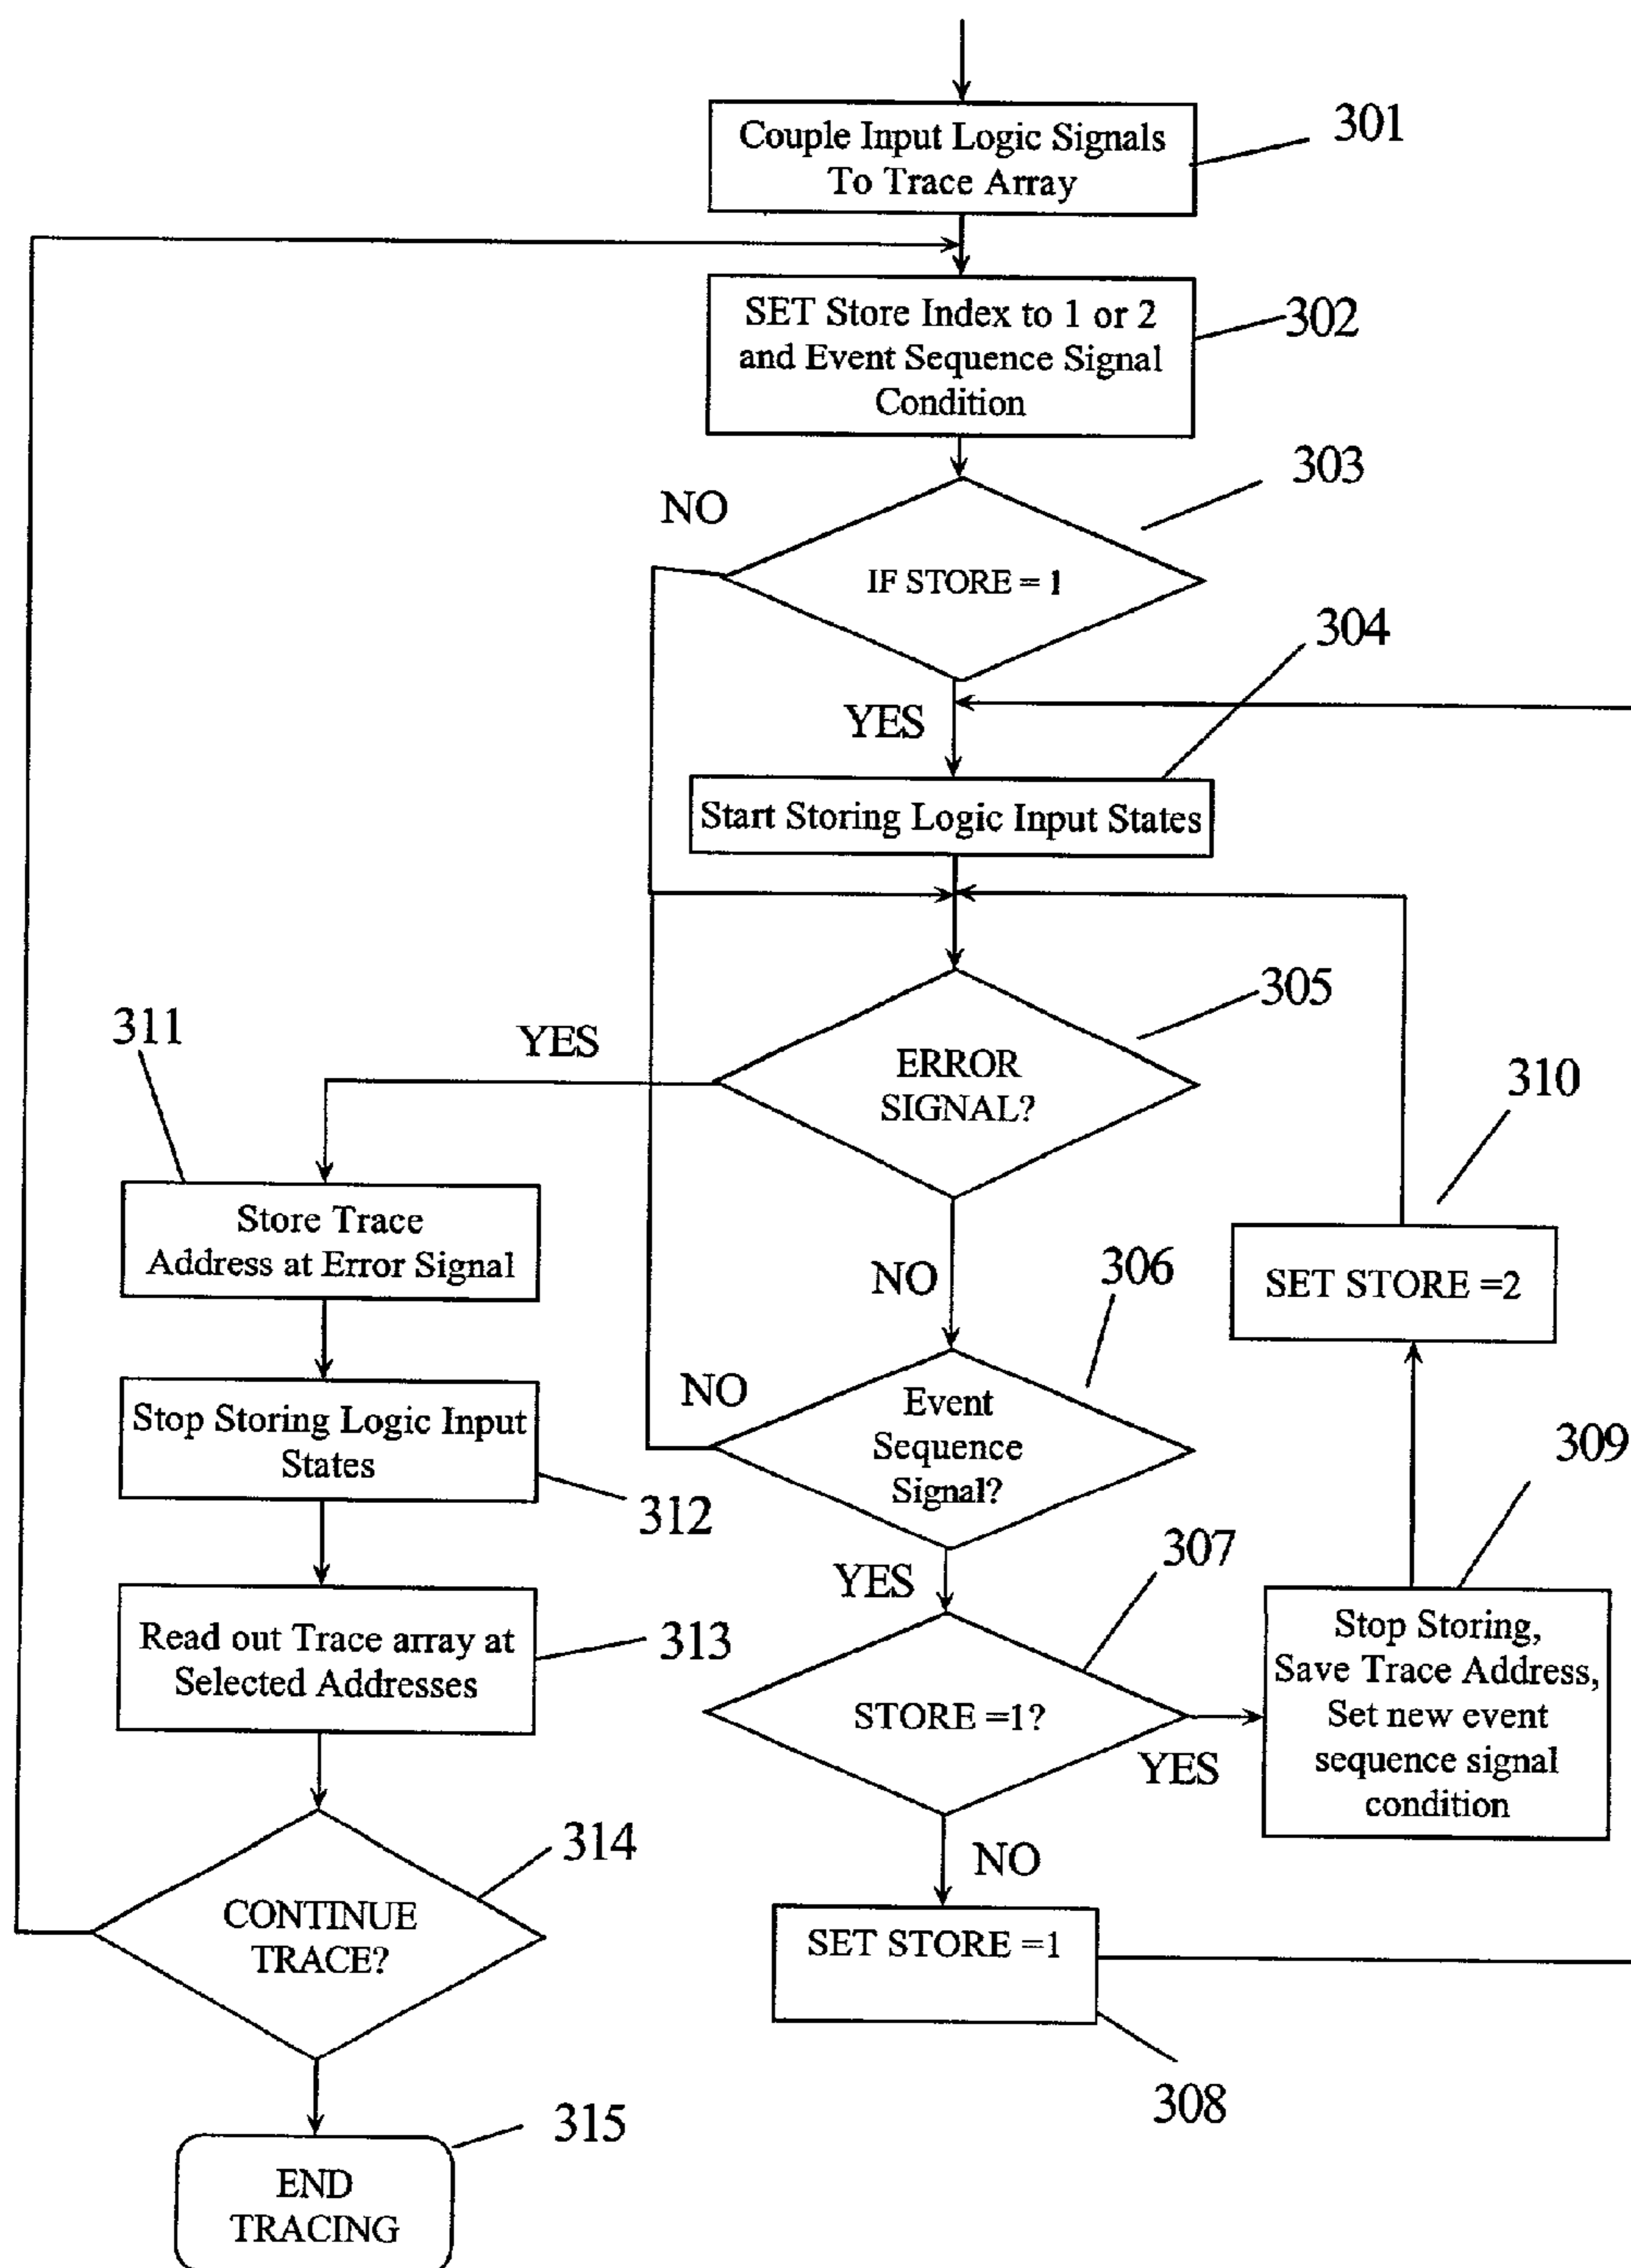 Couple Input Logic Signals
To Trace Array
301
SET Store Index to 1 or 2
and Event Sequence Signal
Condition
302
303
NO
IF STORE = 1
304
YES
Start Storing Logic Input States
305
311
YES
ERROR
SIGNAL?
310
Store Trace
Address at Error Signal
NO
306
SET STORE =2
Stop Storing Logic Input
States
312
NO
Event
Sequence
Signal?
309
YES
307
Read out Trace array at
Selected Addresses
313
STORE =1?
YES
Stop Storing,
Save Trace Address,
Set new event
sequence signal
condition
314
CONTINUE
TRACE?
NO
SET STORE =1
308
315
END
TRACING